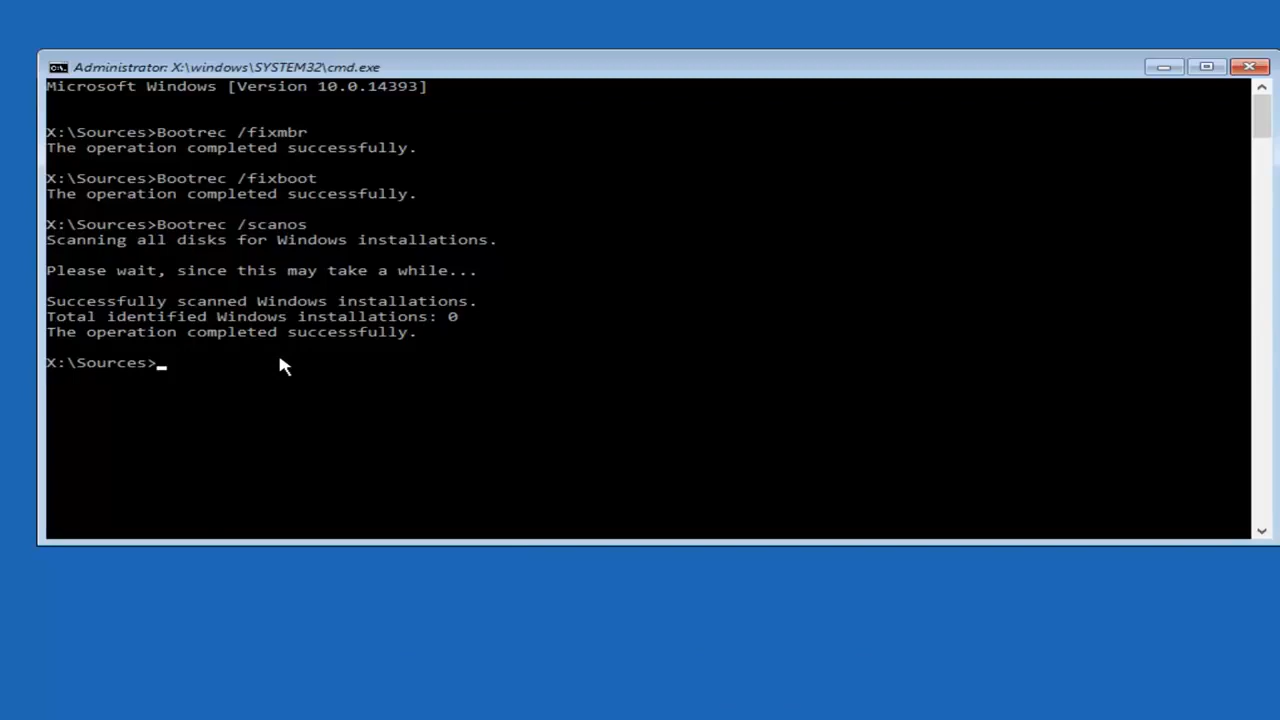 Administrator: X:\windows\SYSTEM32\cmd.exe
Microsoft Windows [Version 10.0.14393]
X:\Sources>Bootrec /fixmbr
The operation completed successfully.
X:\Sources>Bootrec /fixboot
The operation completed successfully.
X:\Sources>Bootrec /scanos
Scanning all disks for Windows installations.
Please wait, since this may take a while...
Successfully scanned Windows installations.
Total identified Windows installations: 0
The operation completed successfully.
X:\Sources>